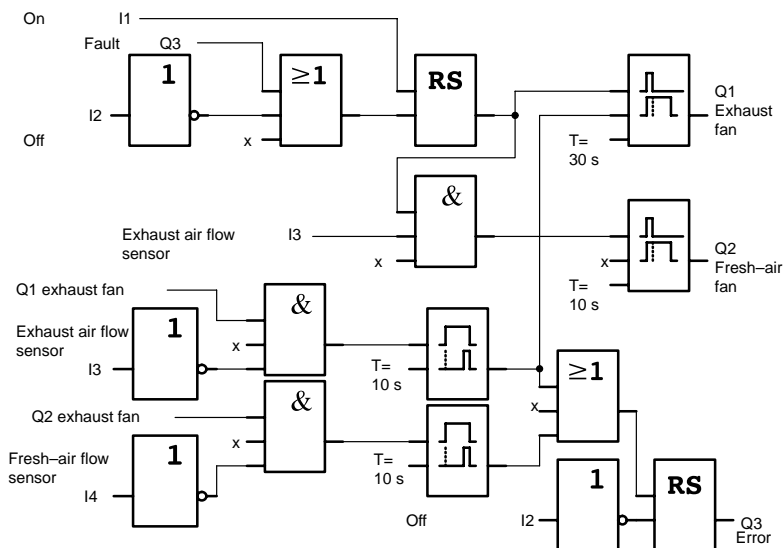 On I1
Fault Q3
1
≥1
RS
I2
Off
x
T=
30 s
Q1
Exhaust
fan
&
Exhaust air flow
sensor
I3
x
x
T=
10 s
Q2
Fresh–air
fan
Q1 exhaust fan
&
Exhaust air flow
sensor
1
x
I3
T=
10 s
≥1
Q2 exhaust fan
&
x
x
Fresh–air flow
sensor
1
I4
T=
10 s
Off
I2
1
RS
Q3
Error